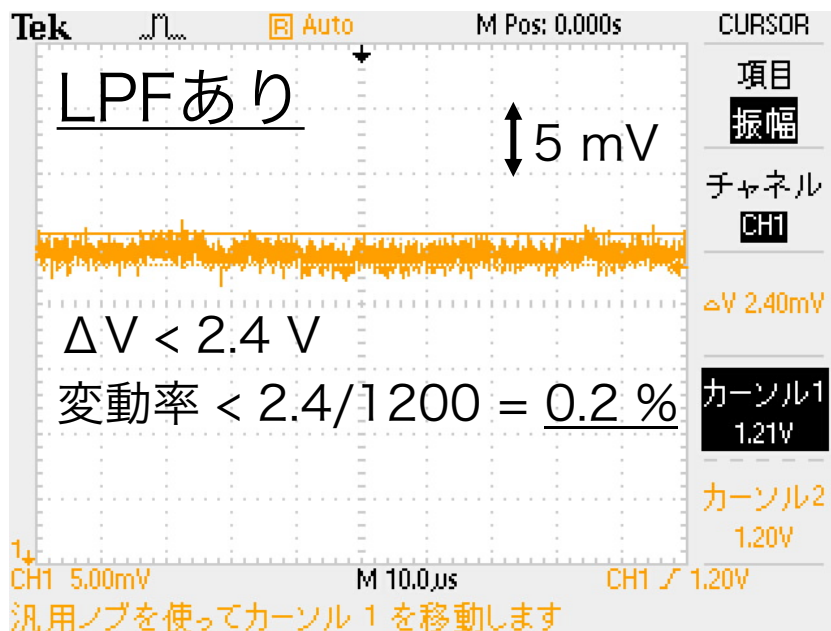 Tek
R Auto
M Pos: 0.000s
CURSOR
LPFあり
5 mV
項目
振幅
チャネル
CH1
△V 2.40mV
ΔV < 2.4 V
変動率 < 2.4/1200 = 0.2 %
カーソル1
1.21V
カーソル2
1.20V
1
CH1 5.00mV
M 10.0µs
CH1
1.20V
汎用ノブを使ってカーソル 1 を移動します